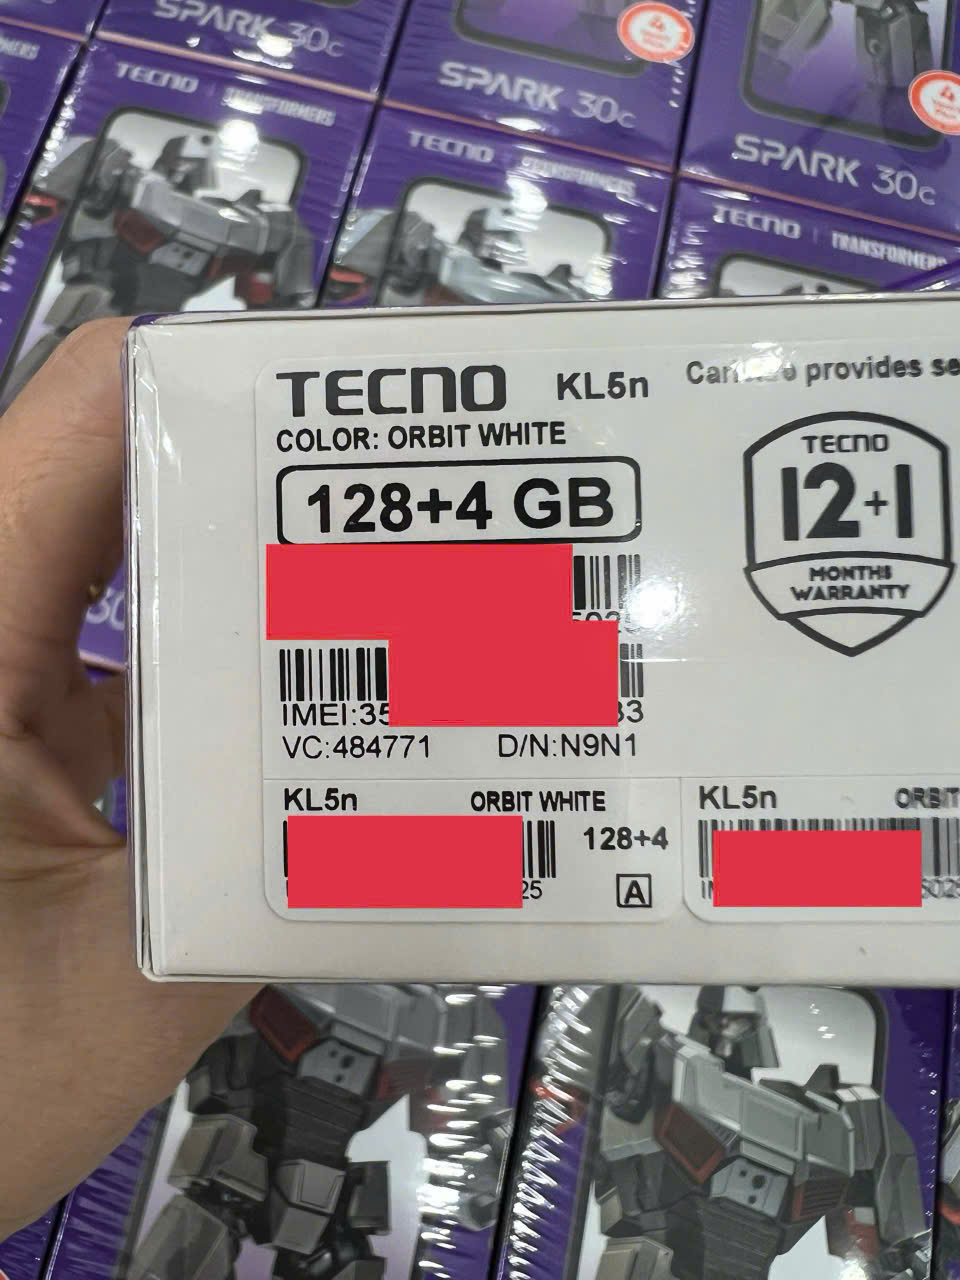 SPARK 30c
SPARK 30c
SPARK 30c
TECNO | TRANSFORMERS
TECNO TRANSFORMERS
TECNO | TRANSFORMERS
TECNO KL5n
COLOR: ORBIT WHITE
128+4 GB
IMEI:35
33
VC:484771 D/N:N9N1
KL5n ORBIT WHITE
128+4
25
A
provides se
TECNO
12+1
MONTHS
WARRANTY
KL5n ORBIT